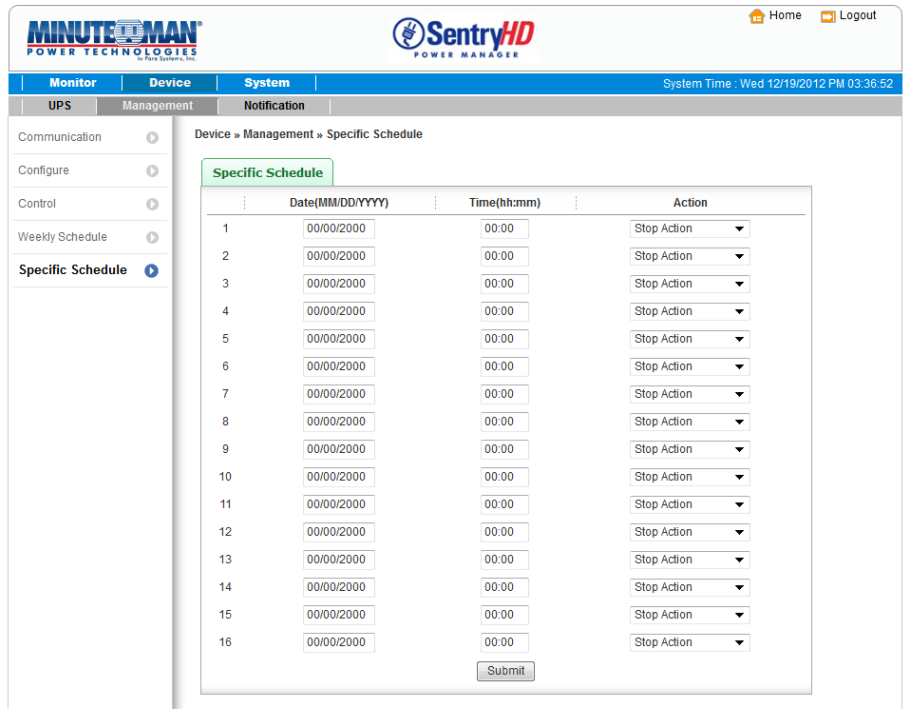 MINUTEMAN®
POWER TECHNOLOGIES
by Para Systems, Inc.
SentryHD
POWER MANAGER
Home
Logout
Monitor
Device
System
System Time : Wed 12/19/2012 PM 03:36:52
UPS
Management
Notification
Communication
Configure
Control
Weekly Schedule
Specific Schedule
Device » Management » Specific Schedule
Specific Schedule
Date(MM/DD/YYYY) Time(hh:mm) Action
1 00/00/2000 00:00 Stop Action
2 00/00/2000 00:00 Stop Action
3 00/00/2000 00:00 Stop Action
4 00/00/2000 00:00 Stop Action
5 00/00/2000 00:00 Stop Action
6 00/00/2000 00:00 Stop Action
7 00/00/2000 00:00 Stop Action
8 00/00/2000 00:00 Stop Action
9 00/00/2000 00:00 Stop Action
10 00/00/2000 00:00 Stop Action
11 00/00/2000 00:00 Stop Action
12 00/00/2000 00:00 Stop Action
13 00/00/2000 00:00 Stop Action
14 00/00/2000 00:00 Stop Action
15 00/00/2000 00:00 Stop Action
16 00/00/2000 00:00 Stop Action
Submit